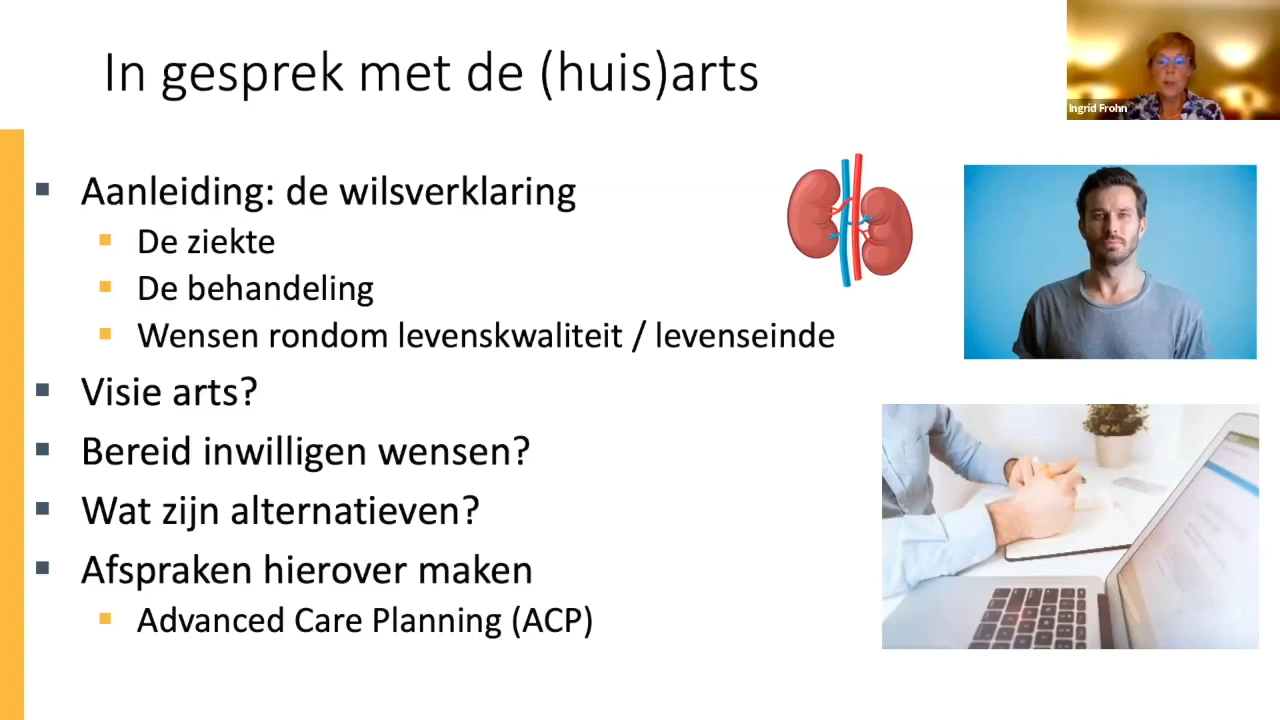 In gesprek met de (huis)arts
Ingrid Frohn
Aanleiding: de wilsverklaring
De ziekte
De behandeling
Wensen rondom levenskwaliteit / levenseinde
Visie arts?
Bereid inwilligen wensen?
Wat zijn alternatieven?
Afspraken hierover maken
Advanced Care Planning (ACP)